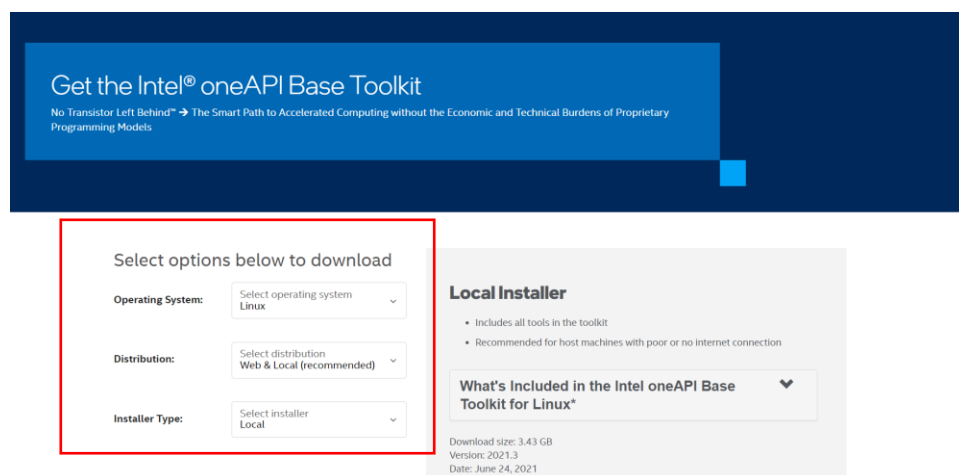 Get the Intel® oneAPI Base Toolkit
No Transistor Left Behind™ → The Smart Path to Accelerated Computing without the Economic and Technical Burdens of Proprietary
Programming Models
Select options below to download
Operating System:
Select operating system
Linux
Distribution:
Select distribution
Web & Local (recommended)
Installer Type:
Select installer
Local
Local Installer
• Includes all tools in the toolkit
• Recommended for host machines with poor or no internet connection
What's Included in the Intel oneAPI Base
Toolkit for Linux*
Download size: 3.43 GB
Version: 2021.3
Date: June 24, 2021